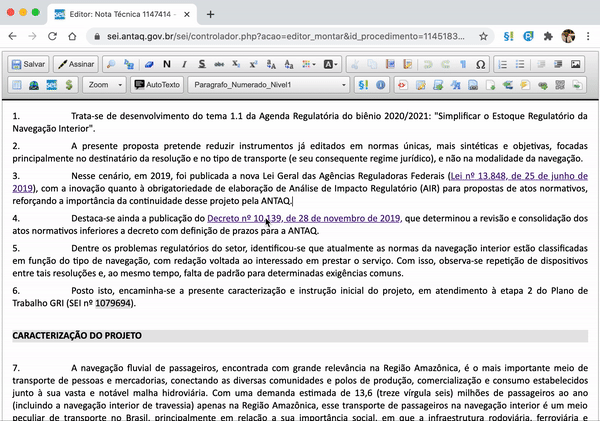 Editor: Nota Técnica 1147414 -
sei.antaq.gov.br/sei/controlador.php?acao=editor_montar&id_procedimento=1145183...
Salvar Assinar
Zoom AutoTexto Paragrafo_Numerado_Nivel1
1. Trata-se de desenvolvimento do tema 1.1 da Agenda Regulatória do biênio 2020/2021: "Simplificar o Estoque Regulatório da
Navegação Interior".
2. A presente proposta pretende reduzir instrumentos já editados em normas únicas, mais sintéticas e objetivas, focadas
principalmente no destinatário da resolução e no tipo de transporte (e seu consequente regime jurídico), e não na modalidade da navegação.
3. Nesse cenário, em 2019, foi publicada a nova Lei Geral das Agências Reguladoras Federais (Lei nº 13.848, de 25 de junho de
2019), com a inovação quanto à obrigatoriedade de elaboração de Análise de Impacto Regulatório (AIR) para propostas de atos normativos,
reforçando a importância da continuidade desse projeto pela ANTAQ.
4. Destaca-se ainda a publicação do Decreto nº 10.139, de 28 de novembro de 2019, que determinou a revisão e consolidação dos
atos normativos inferiores a decreto com definição de prazos para a ANTAQ.
5. Dentre os problemas regulatórios do setor, identificou-se que atualmente as normas da navegação interior estão classificadas
em função do tipo de navegação, com redação voltada ao interessado em prestar o serviço. Com isso, observa-se repetição de dispositivos
entre tais resoluções e, ao mesmo tempo, falta de padrão para determinadas exigências comuns.
6. Posto isto, encaminha-se a presente caracterização e instrução inicial do projeto, em atendimento à etapa 2 do Plano de
Trabalho GRI (SEI nº 1079694).
CARACTERIZAÇÃO DO PROJETO
7. A navegação fluvial de passageiros, encontrada com grande relevância na Região Amazônica, é o mais importante meio de
transporte de pessoas e mercadorias, conectando as diversas comunidades e polos de produção, comercialização e consumo estabelecidos
junto à sua vasta e notável malha hidroviária. Com uma demanda estimada de 13,6 (treze vírgula seis) milhões de passageiros ao ano
(incluindo a navegação interior de travessia) apenas na Região Amazônica, esse transporte de passageiros na navegação interior é um meio
peculiar de transporte no Brasil, principalmente em relação a sua importância social, em que a infraestrutura rodoviária, ferroviária e